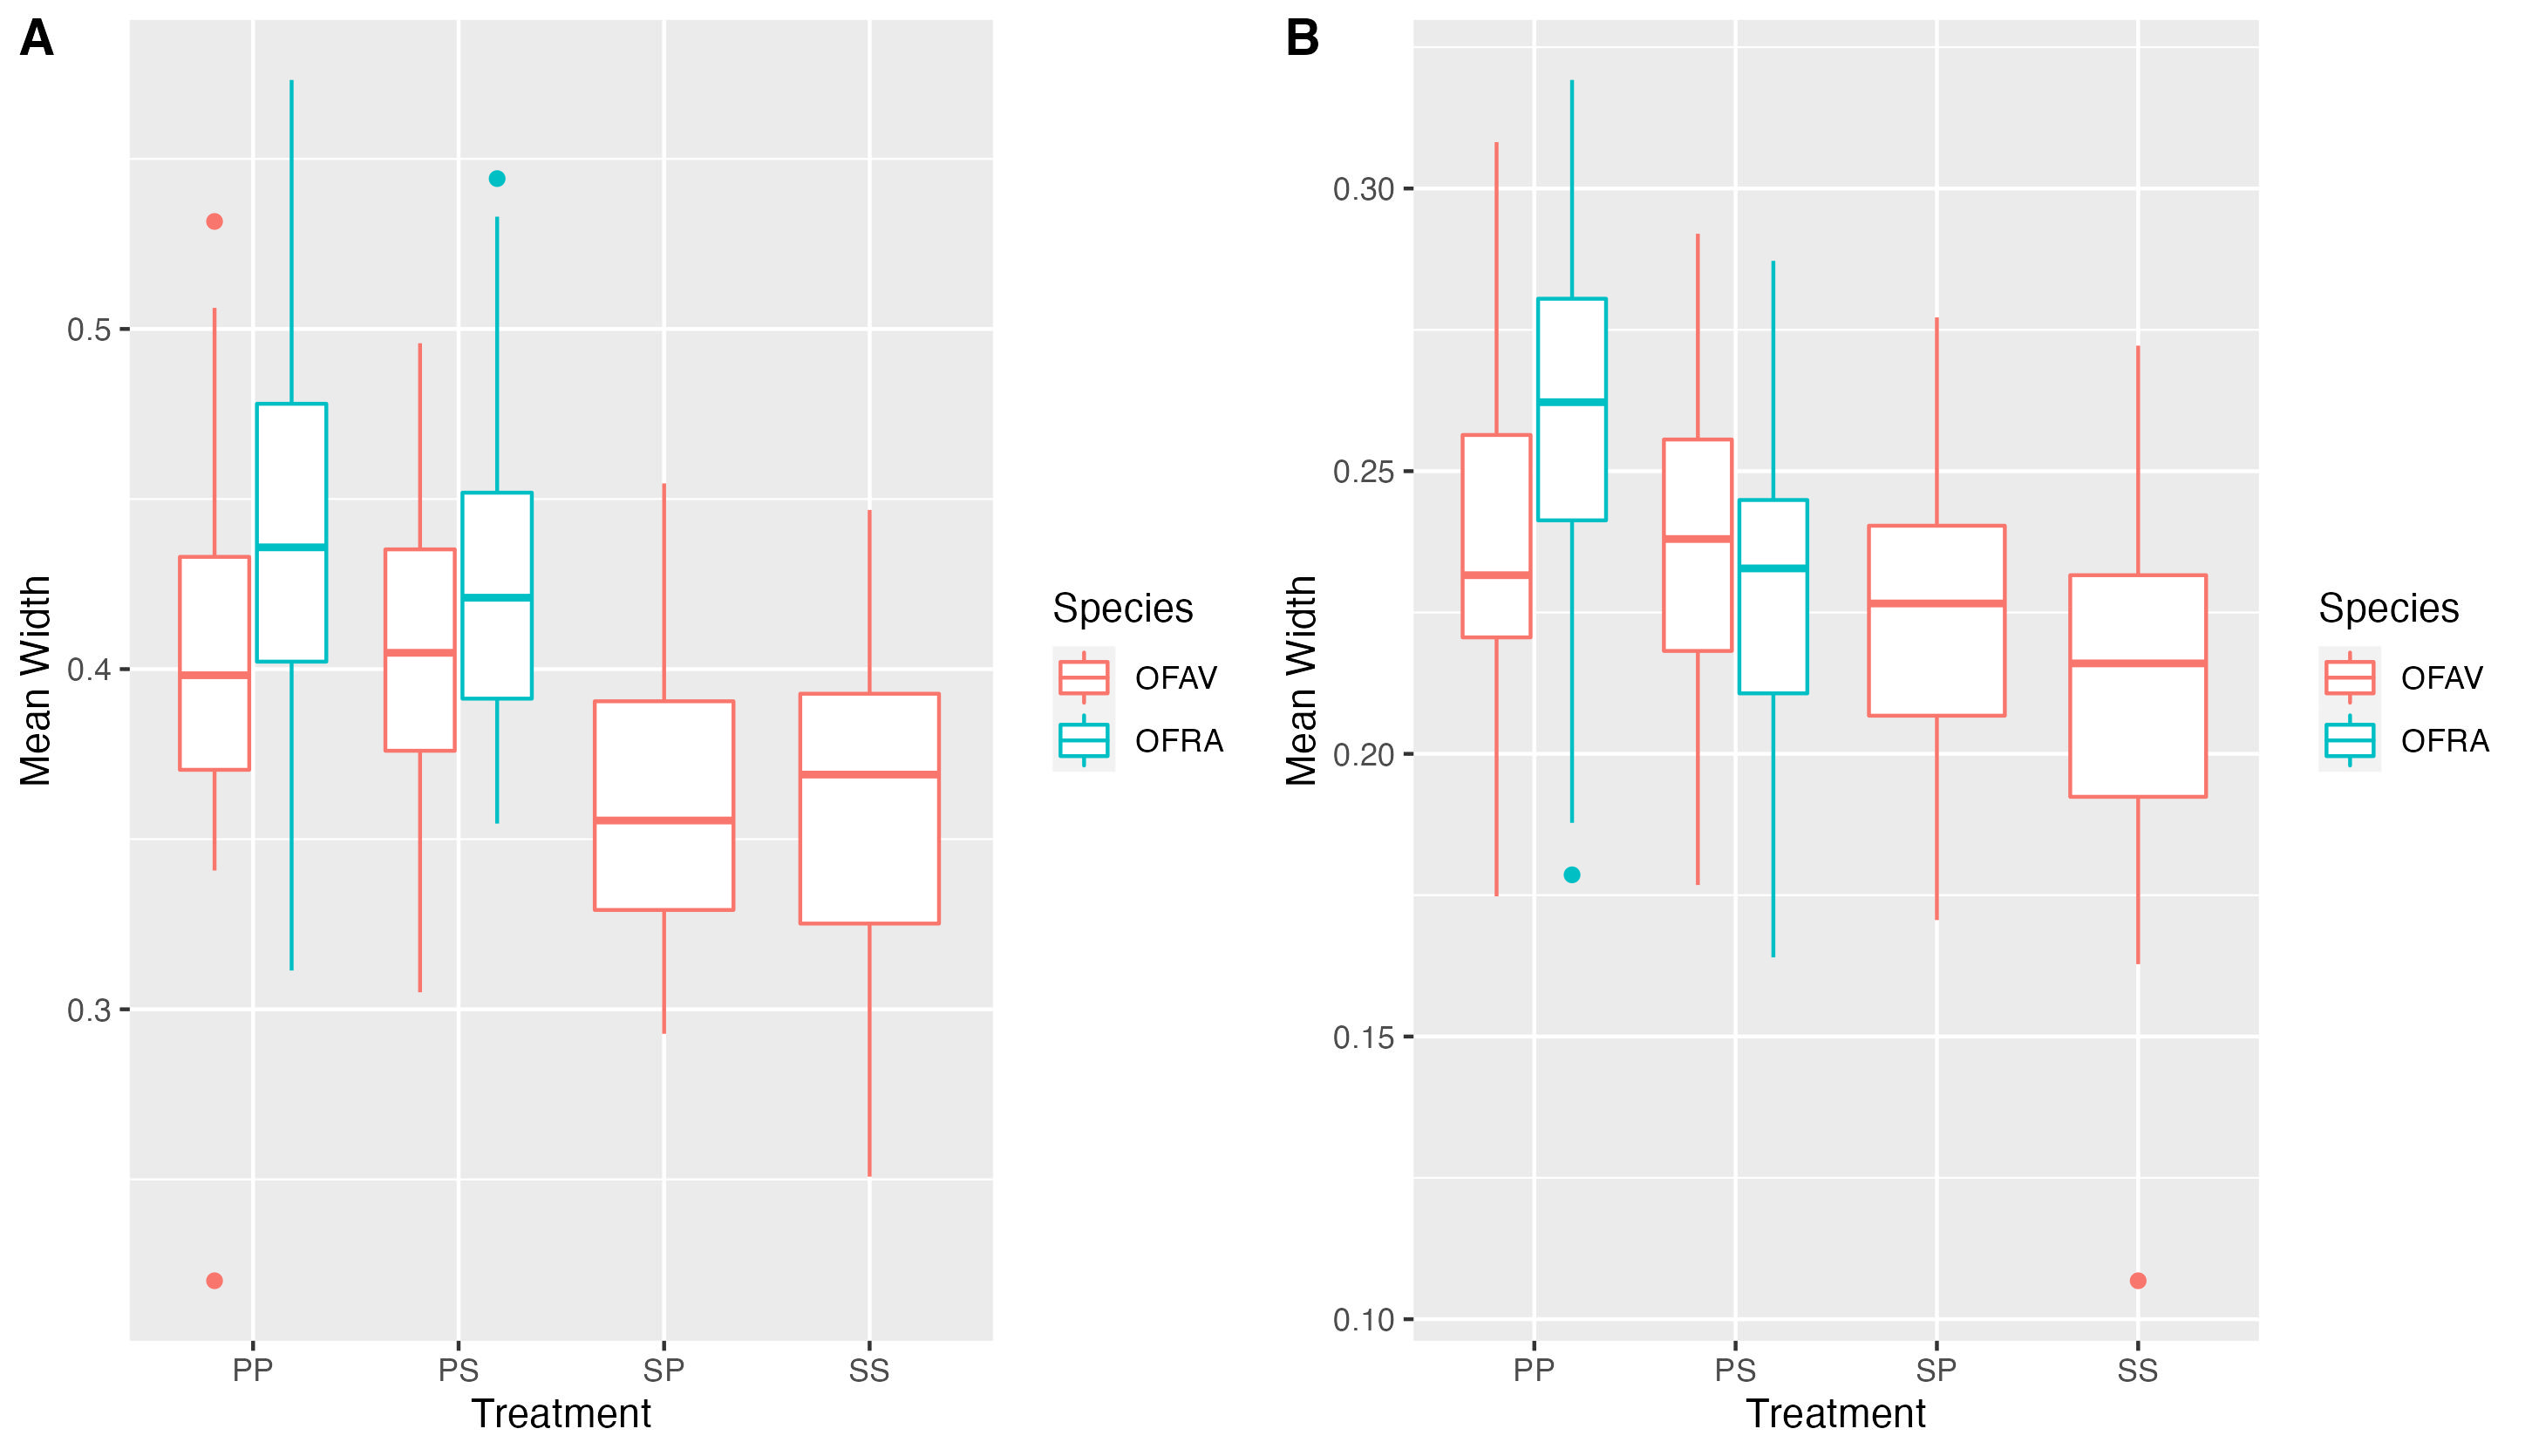 A
Mean Width
0.5
0.4
0.3
PP PS SP SS
Treatment
Species
OFAV
OFRA
B
Mean Width
0.30
0.25
0.20
0.15
0.10
PP PS SP SS
Treatment
Species
OFAV
OFRA